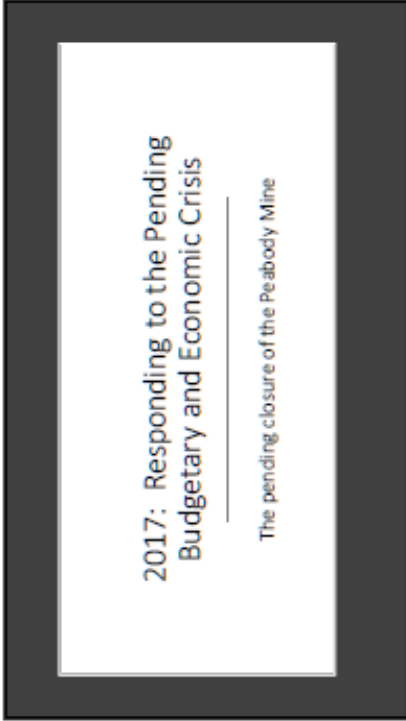 2017: Responding to the Pending
Budgetary and Economic Crisis
The pending closure of the Peabody Mine